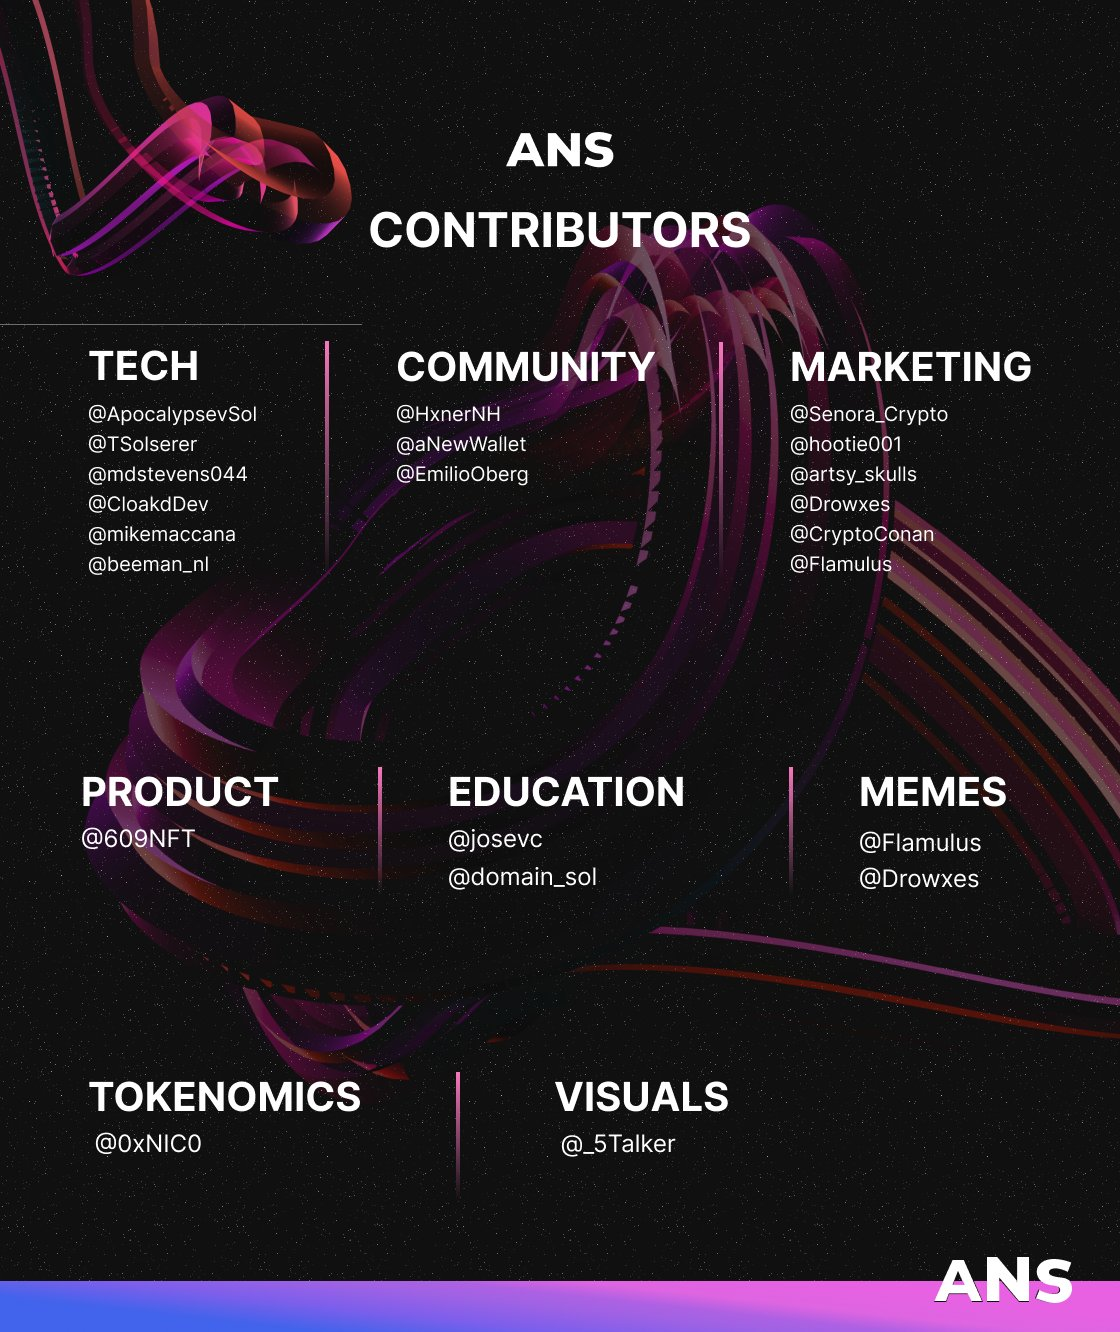 ANS
CONTRIBUTORS
TECH
@ApocalypsevSol
@TSolserer
@mdstevens044
@CloakdDev
@mikemaccana
@beeman_nl
COMMUNITY
@HxnerNH
@aNewWallet
@EmilioOberg
MARKETING
@Senora_Crypto
@hootie001
@artsy_skulls
@Drowxes
@CryptoConan
@Flamulus
PRODUCT
@609NFT
EDUCATION
@josevc
@domain_sol
MEMES
@Flamulus
@Drowxes
TOKENOMICS
@0xNIC0
VISUALS
@_5Talker
ANS